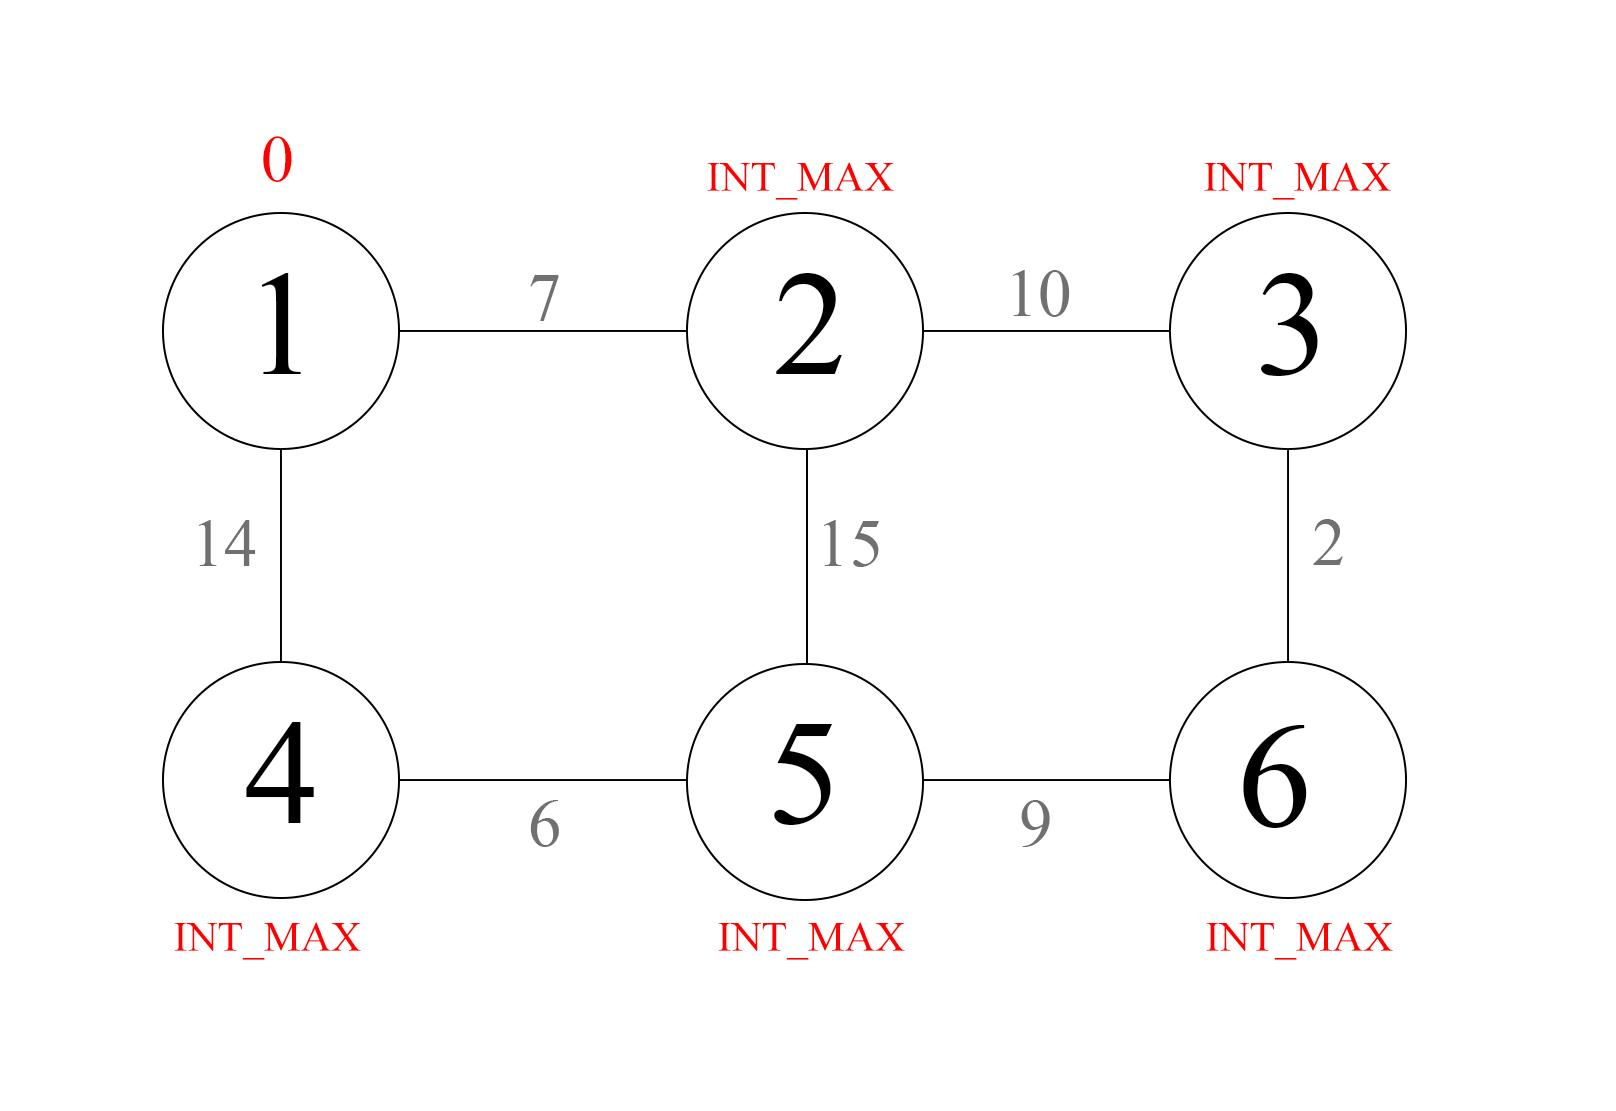 0 INT_MAX INT_MAX
1 7 2 10 3
14 15 2
4 6 5 9 6
INT_MAX INT_MAX INT_MAX